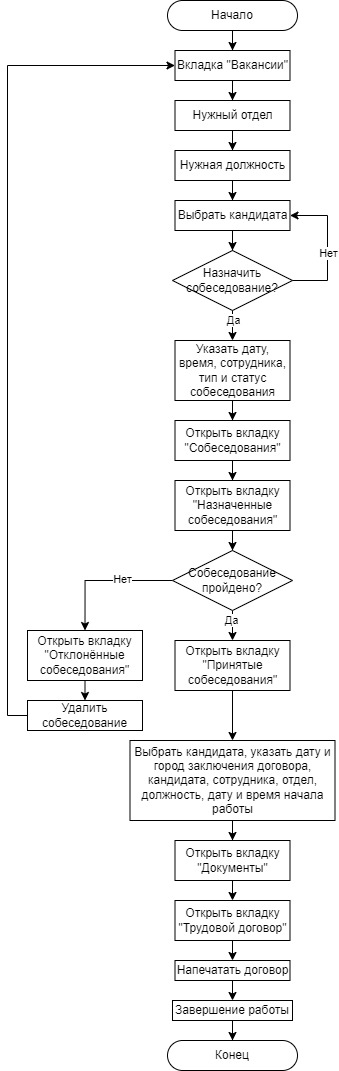 Начало
Вкладка "Вакансии"
Нужный отдел
Нужная должность
Выбрать кандидата
Нет
Назначить
собеседование?
Да
Указать дату,
время, сотрудника,
тип и статус
собеседования
Открыть вкладку
"Собеседования"
Открыть вкладку
"Назначенные
собеседования"
Собеседование
пройдено?
Нет
Да
Открыть вкладку
"Отклонённые
собеседования"
Открыть вкладку
"Принятые
собеседования"
Удалить
собеседование
Выбрать кандидата, указать дату и
город заключения договора,
кандидата, сотрудника, отдел,
должность, дату и время начала
работы
Открыть вкладку
"Документы"
Открыть вкладку
"Трудовой договор"
Напечатать договор
Завершение работы
Конец